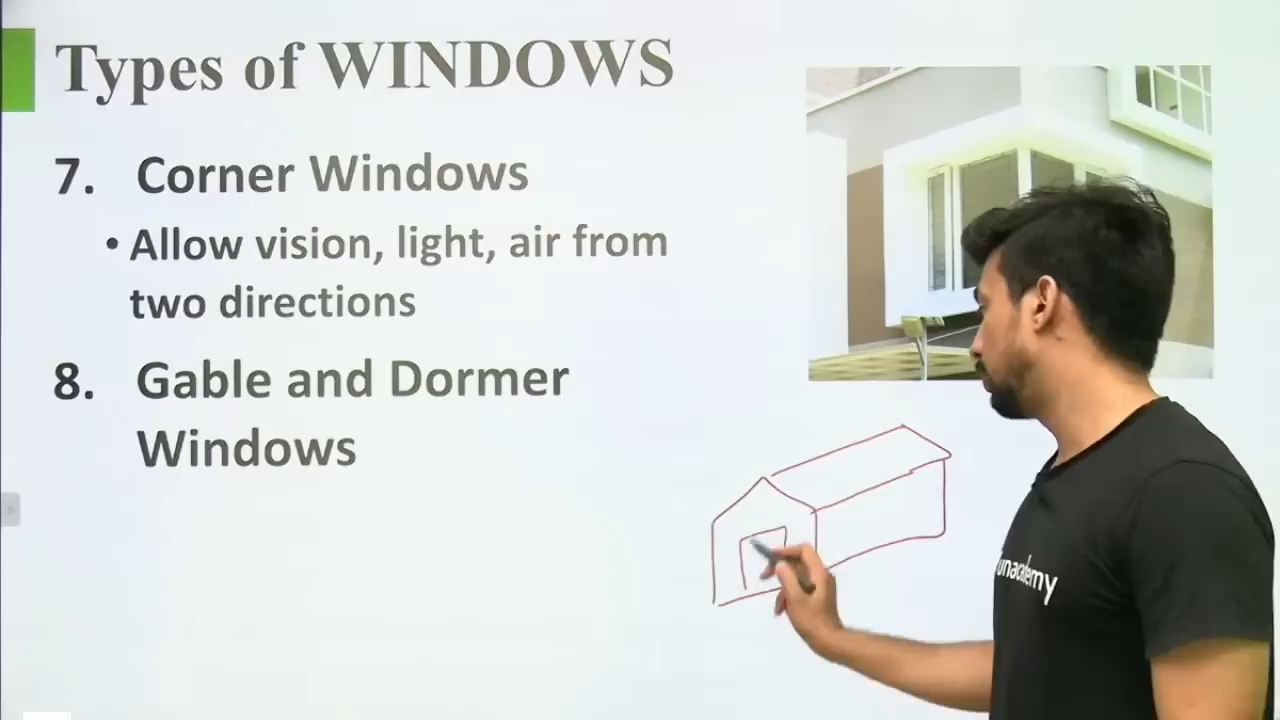 Types of WINDOWS
7. Corner Windows
• Allow vision, light, air from
two directions
8. Gable and Dormer
Windows
unacademy